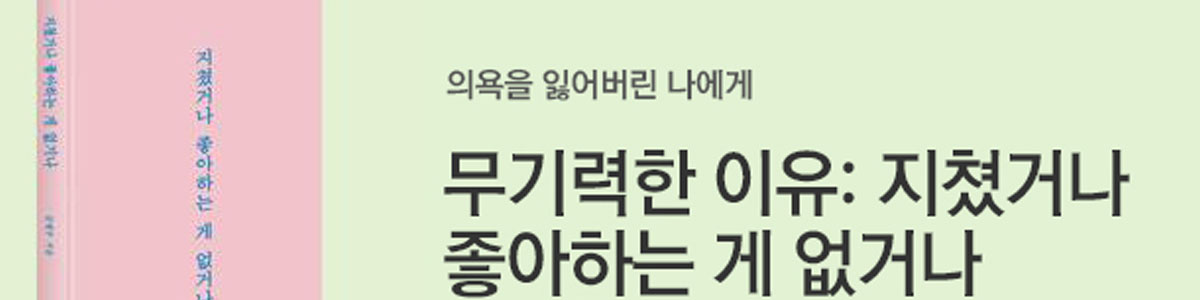 지쳤거나 좋아하는 게 없거나
지쳤거나 좋아하는 게 없거나
의욕을 잃어버린 나에게
무기력한 이유: 지쳤거나
좋아하는 게 없거나